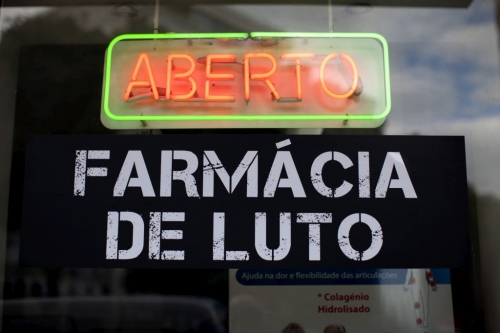 ABERTO
FARMÁCIA
DE LUTO
Ajuda na dor e flexibilidade das articulações
* Colagénio
Hidrolisado